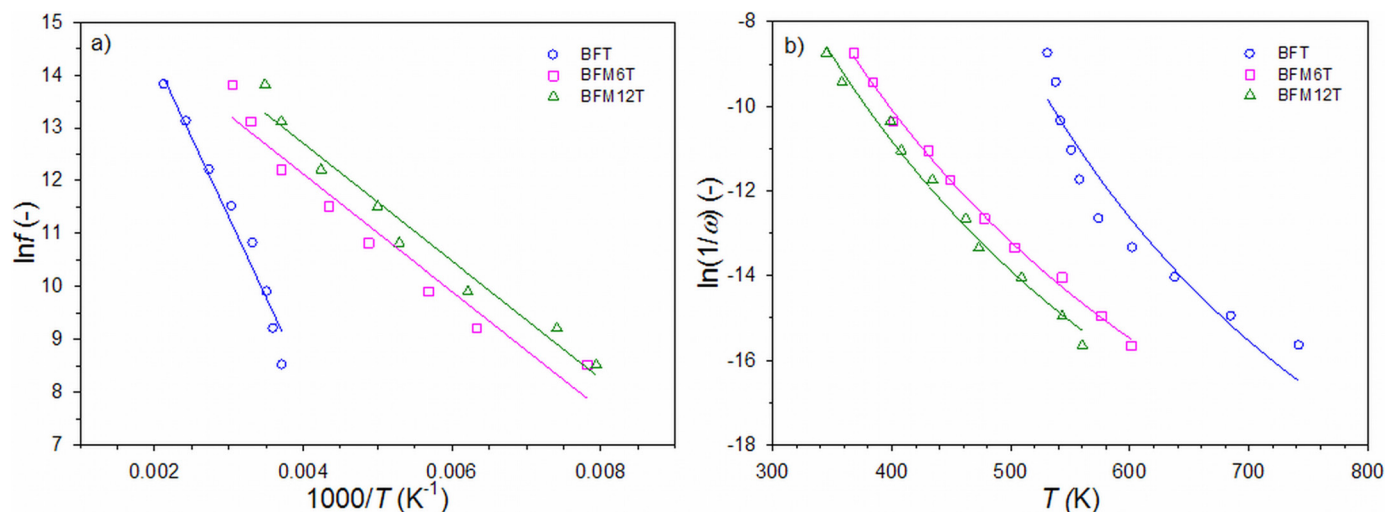 a)
BFT
BFM6T
BFM12T
15
14
13
12
11
10
9
8
7
lnf (-)
0.002
0.004
0.006
0.008
1000/T (K⁻¹)
b)
BFT
BFM6T
BFM12T
-8
-10
-12
-14
-16
-18
ln(1/ω) (-)
300
400
500
600
700
800
T (K)